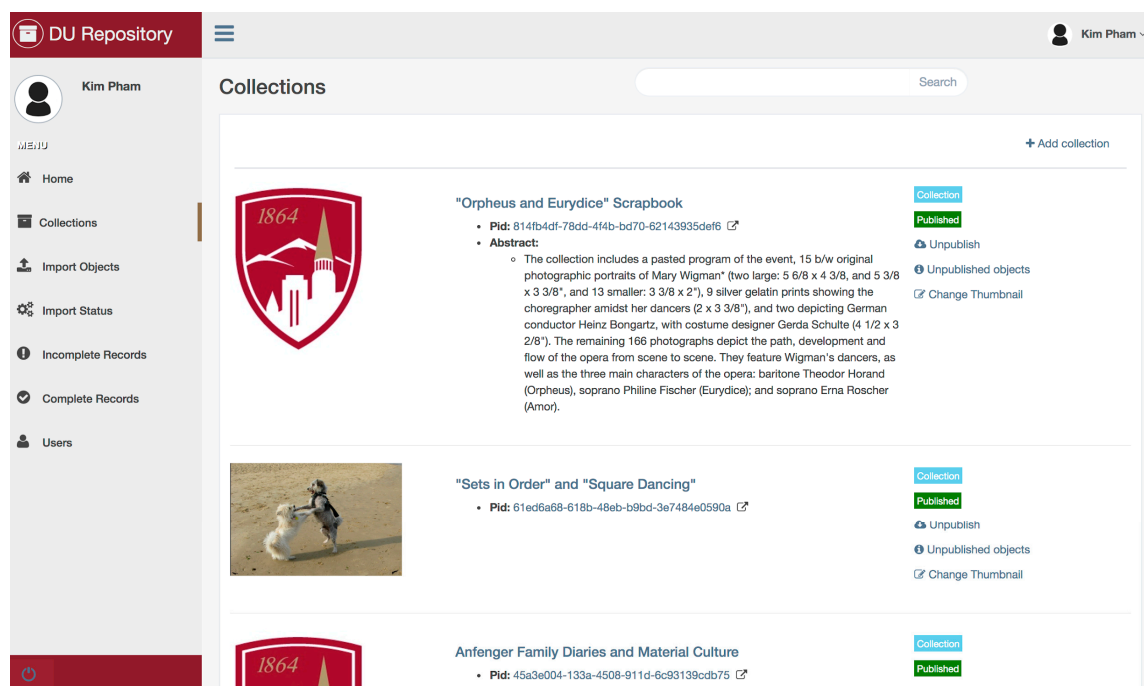 DU Repository
Kim Pham
Kim Pham
MENU
Home
Collections
Import Objects
Import Status
Incomplete Records
Complete Records
Users
Collections
Search
+ Add collection
1864
"Orpheus and Eurydice" Scrapbook
• Pid: 814fb4df-78dd-4f4b-bd70-62143935def6
• Abstract:
The collection includes a pasted program of the event, 15 b/w original
photographic portraits of Mary Wigman* (two large: 5 6/8 x 4 3/8, and 5 3/8
x 3 3/8", and 13 smaller: 3 3/8 x 2"), 9 silver gelatin prints showing the
choregrapher amidst her dancers (2 x 3 3/8"), and two depicting German
conductor Heinz Bongartz, with costume designer Gerda Schulte (4 1/2 x 3
2/8"). The remaining 166 photographs depict the path, development and
flow of the opera from scene to scene. They feature Wigman's dancers, as
well as the three main characters of the opera: baritone Theodor Horand
(Orpheus), soprano Philine Fischer (Eurydice); and soprano Erna Roscher
(Amor).
Collection
Published
Unpublish
Unpublished objects
Change Thumbnail
"Sets in Order" and "Square Dancing"
• Pid: 61ed6a68-618b-48eb-b9bd-3e7484e0590a
Collection
Published
Unpublish
Unpublished objects
Change Thumbnail
1864
Anfenger Family Diaries and Material Culture
• Pid: 45a3e004-133a-4508-911d-6c93139cdb75
Collection
Published